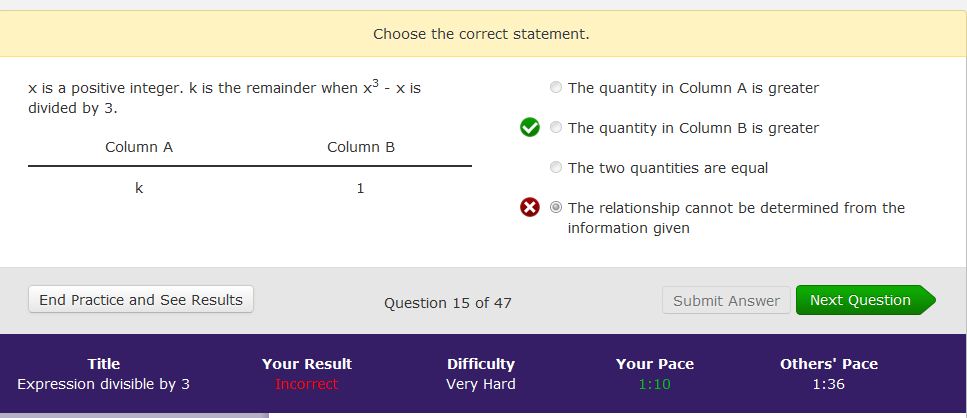 Choose the correct statement.
x is a positive integer. k is the remainder when x³ - x is
divided by 3.
Column A Column B
k 1
The quantity in Column A is greater
The quantity in Column B is greater
The two quantities are equal
The relationship cannot be determined from the
information given
End Practice and See Results Question 15 of 47 Submit Answer Next Question
Title Your Result Difficulty Your Pace Others' Pace
Expression divisible by 3 Incorrect Very Hard 1:10 1:36